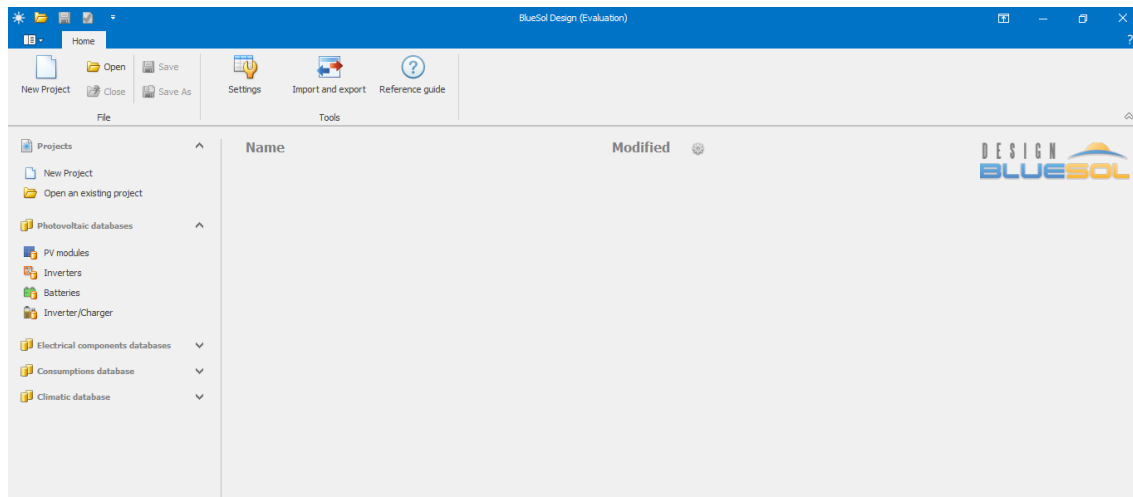 BlueSol Design (Evaluation)
Home
?
New Project
Open
Close
Save
Save As
File
Settings
Import and export
? Reference guide
Tools
Projects
New Project
Open an existing project
Photovoltaic databases
PV modules
Inverters
Batteries
Inverter/Charger
Electrical components databases
Consumptions database
Climatic database
Name Modified
DESIGN
BLUESOL